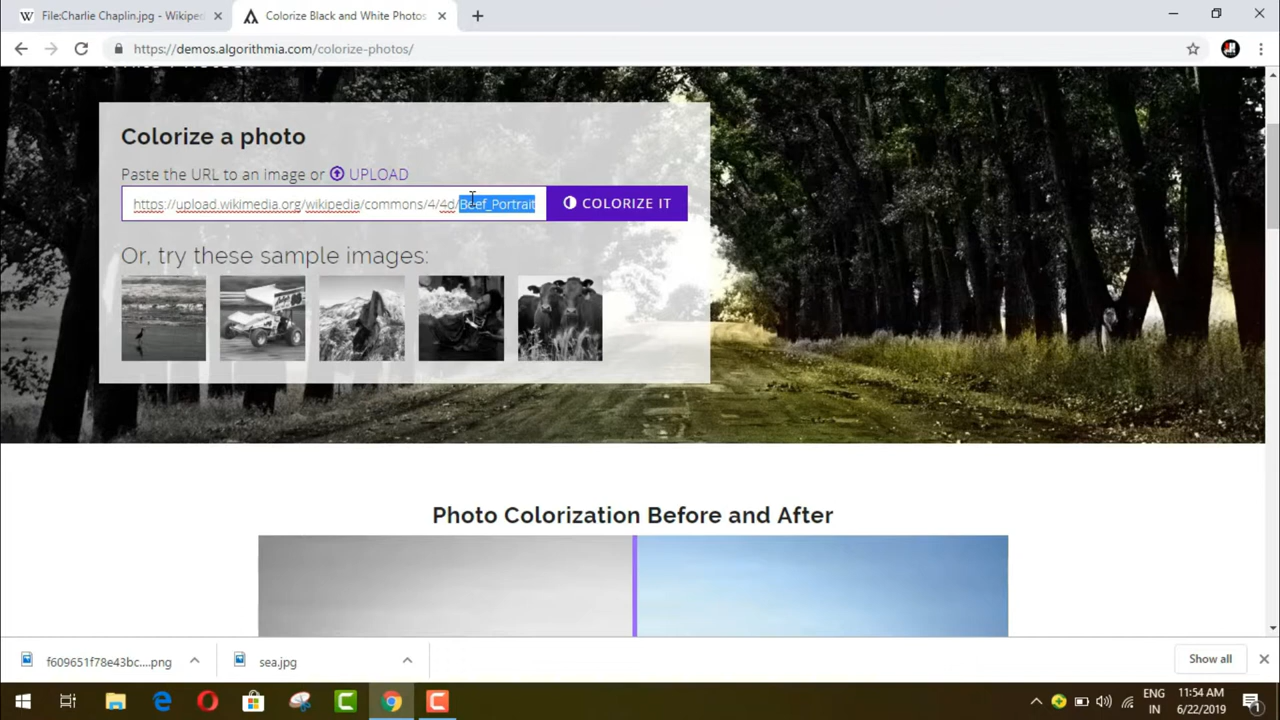 File:Charlie Chaplin.jpg - Wikiped
Colorize Black and White Photos
https://demos.algorithmia.com/colorize-photos/
Colorize a photo
Paste the URL to an image or UPLOAD
https://upload.wikimedia.org/wikipedia/commons/4/4d/Beef_Portrait
COLORIZE IT
Or, try these sample images:
Photo Colorization Before and After
f609651f78e43bc....png
sea.jpg
Show all
ENG
IN
11:54 AM
6/22/2019
1